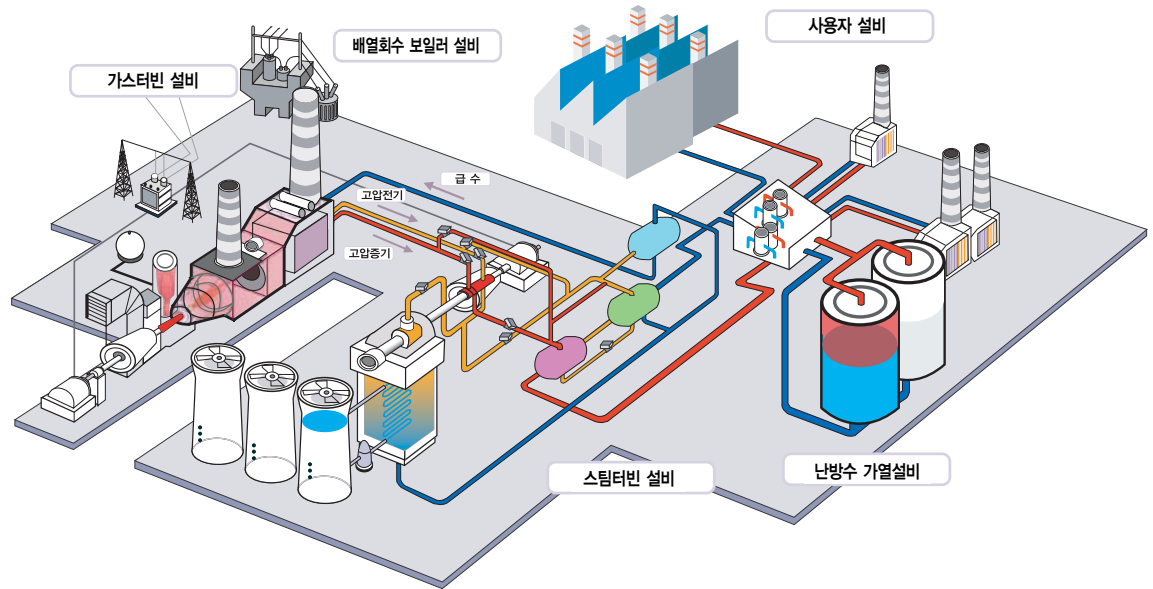 사용자 설비
배열회수 보일러 설비
가스터빈 설비
급 수
고압전기
고압증기
스팀터빈 설비
난방수 가열설비